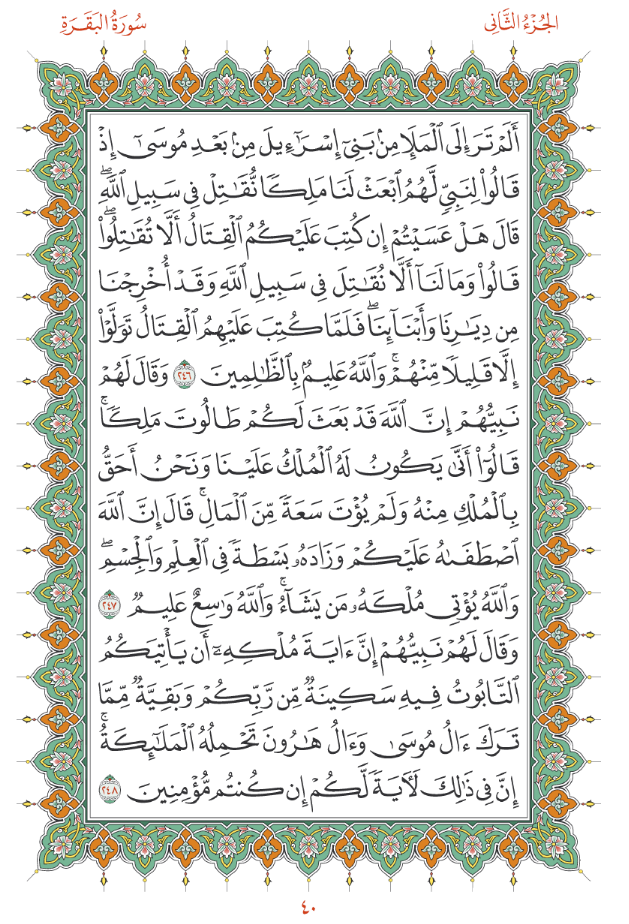 الجُزْءُ الثَّانِي
سُورَةُ البَقَرَةِ
أَلَمْ تَرَ إِلَى ٱلْمَلَإِ مِنۢ بَنِىٓ إِسْرَٰٓءِيلَ مِنۢ بَعْدِ مُوسَىٰٓ إِذْ
قَالُوا۟ لِنَبِىٍّ لَّهُمُ ٱبْعَثْ لَنَا مَلِكًا نُّقَٰتِلْ فِى سَبِيلِ ٱللَّهِ ۖ
قَالَ هَلْ عَسَيْتُمْ إِن كُتِبَ عَلَيْكُمُ ٱلْقِتَالُ أَلَّا تُقَٰتِلُوا۟ ۖ
قَالُوا۟ وَمَا لَنَآ أَلَّا نُقَٰتِلَ فِى سَبِيلِ ٱللَّهِ وَقَدْ أُخْرِجْنَا
مِن دِيَٰرِنَا وَأَبْنَآئِنَا ۖ فَلَمَّا كُتِبَ عَلَيْهِمُ ٱلْقِتَالُ تَوَلَّوْا۟
إِلَّا قَلِيلًا مِّنْهُمْ ۗ وَٱللَّهُ عَلِيمٌۢ بِٱلظَّٰلِمِينَ ٢٤٦ وَقَالَ لَهُمْ
نَبِيُّهُمْ إِنَّ ٱللَّهَ قَدْ بَعَثَ لَكُمْ طَالُوتَ مَلِكًا ۚ
قَالُوٓا۟ أَنَّىٰ يَكُونُ لَهُ ٱلْمُلْكُ عَلَيْنَا وَنَحْنُ أَحَقُّ
بِٱلْمُلْكِ مِنْهُ وَلَمْ يُؤْتَ سَعَةً مِّنَ ٱلْمَالِ ۚ قَالَ إِنَّ ٱللَّهَ
ٱصْطَفَىٰهُ عَلَيْكُمْ وَزَادَهُۥ بَسْطَةً فِى ٱلْعِلْمِ وَٱلْجِسْمِ ۖ
وَٱللَّهُ يُؤْتِى مُلْكَهُۥ مَن يَشَآءُ ۚ وَٱللَّهُ وَٰسِعٌ عَلِيمٌ ٢٤٧
وَقَالَ لَهُمْ نَبِيُّهُمْ إِنَّ ءَايَةَ مُلْكِهِۦٓ أَن يَأْتِيَكُمُ
ٱلتَّابُوتُ فِيهِ سَكِينَةٌ مِّن رَّبِّكُمْ وَبَقِيَّةٌ مِّمَّا
تَرَكَ ءَالُ مُوسَىٰ وَءَالُ هَٰرُونَ تَحْمِلُهُ ٱلْمَلَٰٓئِكَةُ ۚ
إِنَّ فِى ذَٰلِكَ لَـَٔايَةً لَّكُمْ إِن كُنتُم مُّؤْمِنِينَ ٢٤٨
٤٠